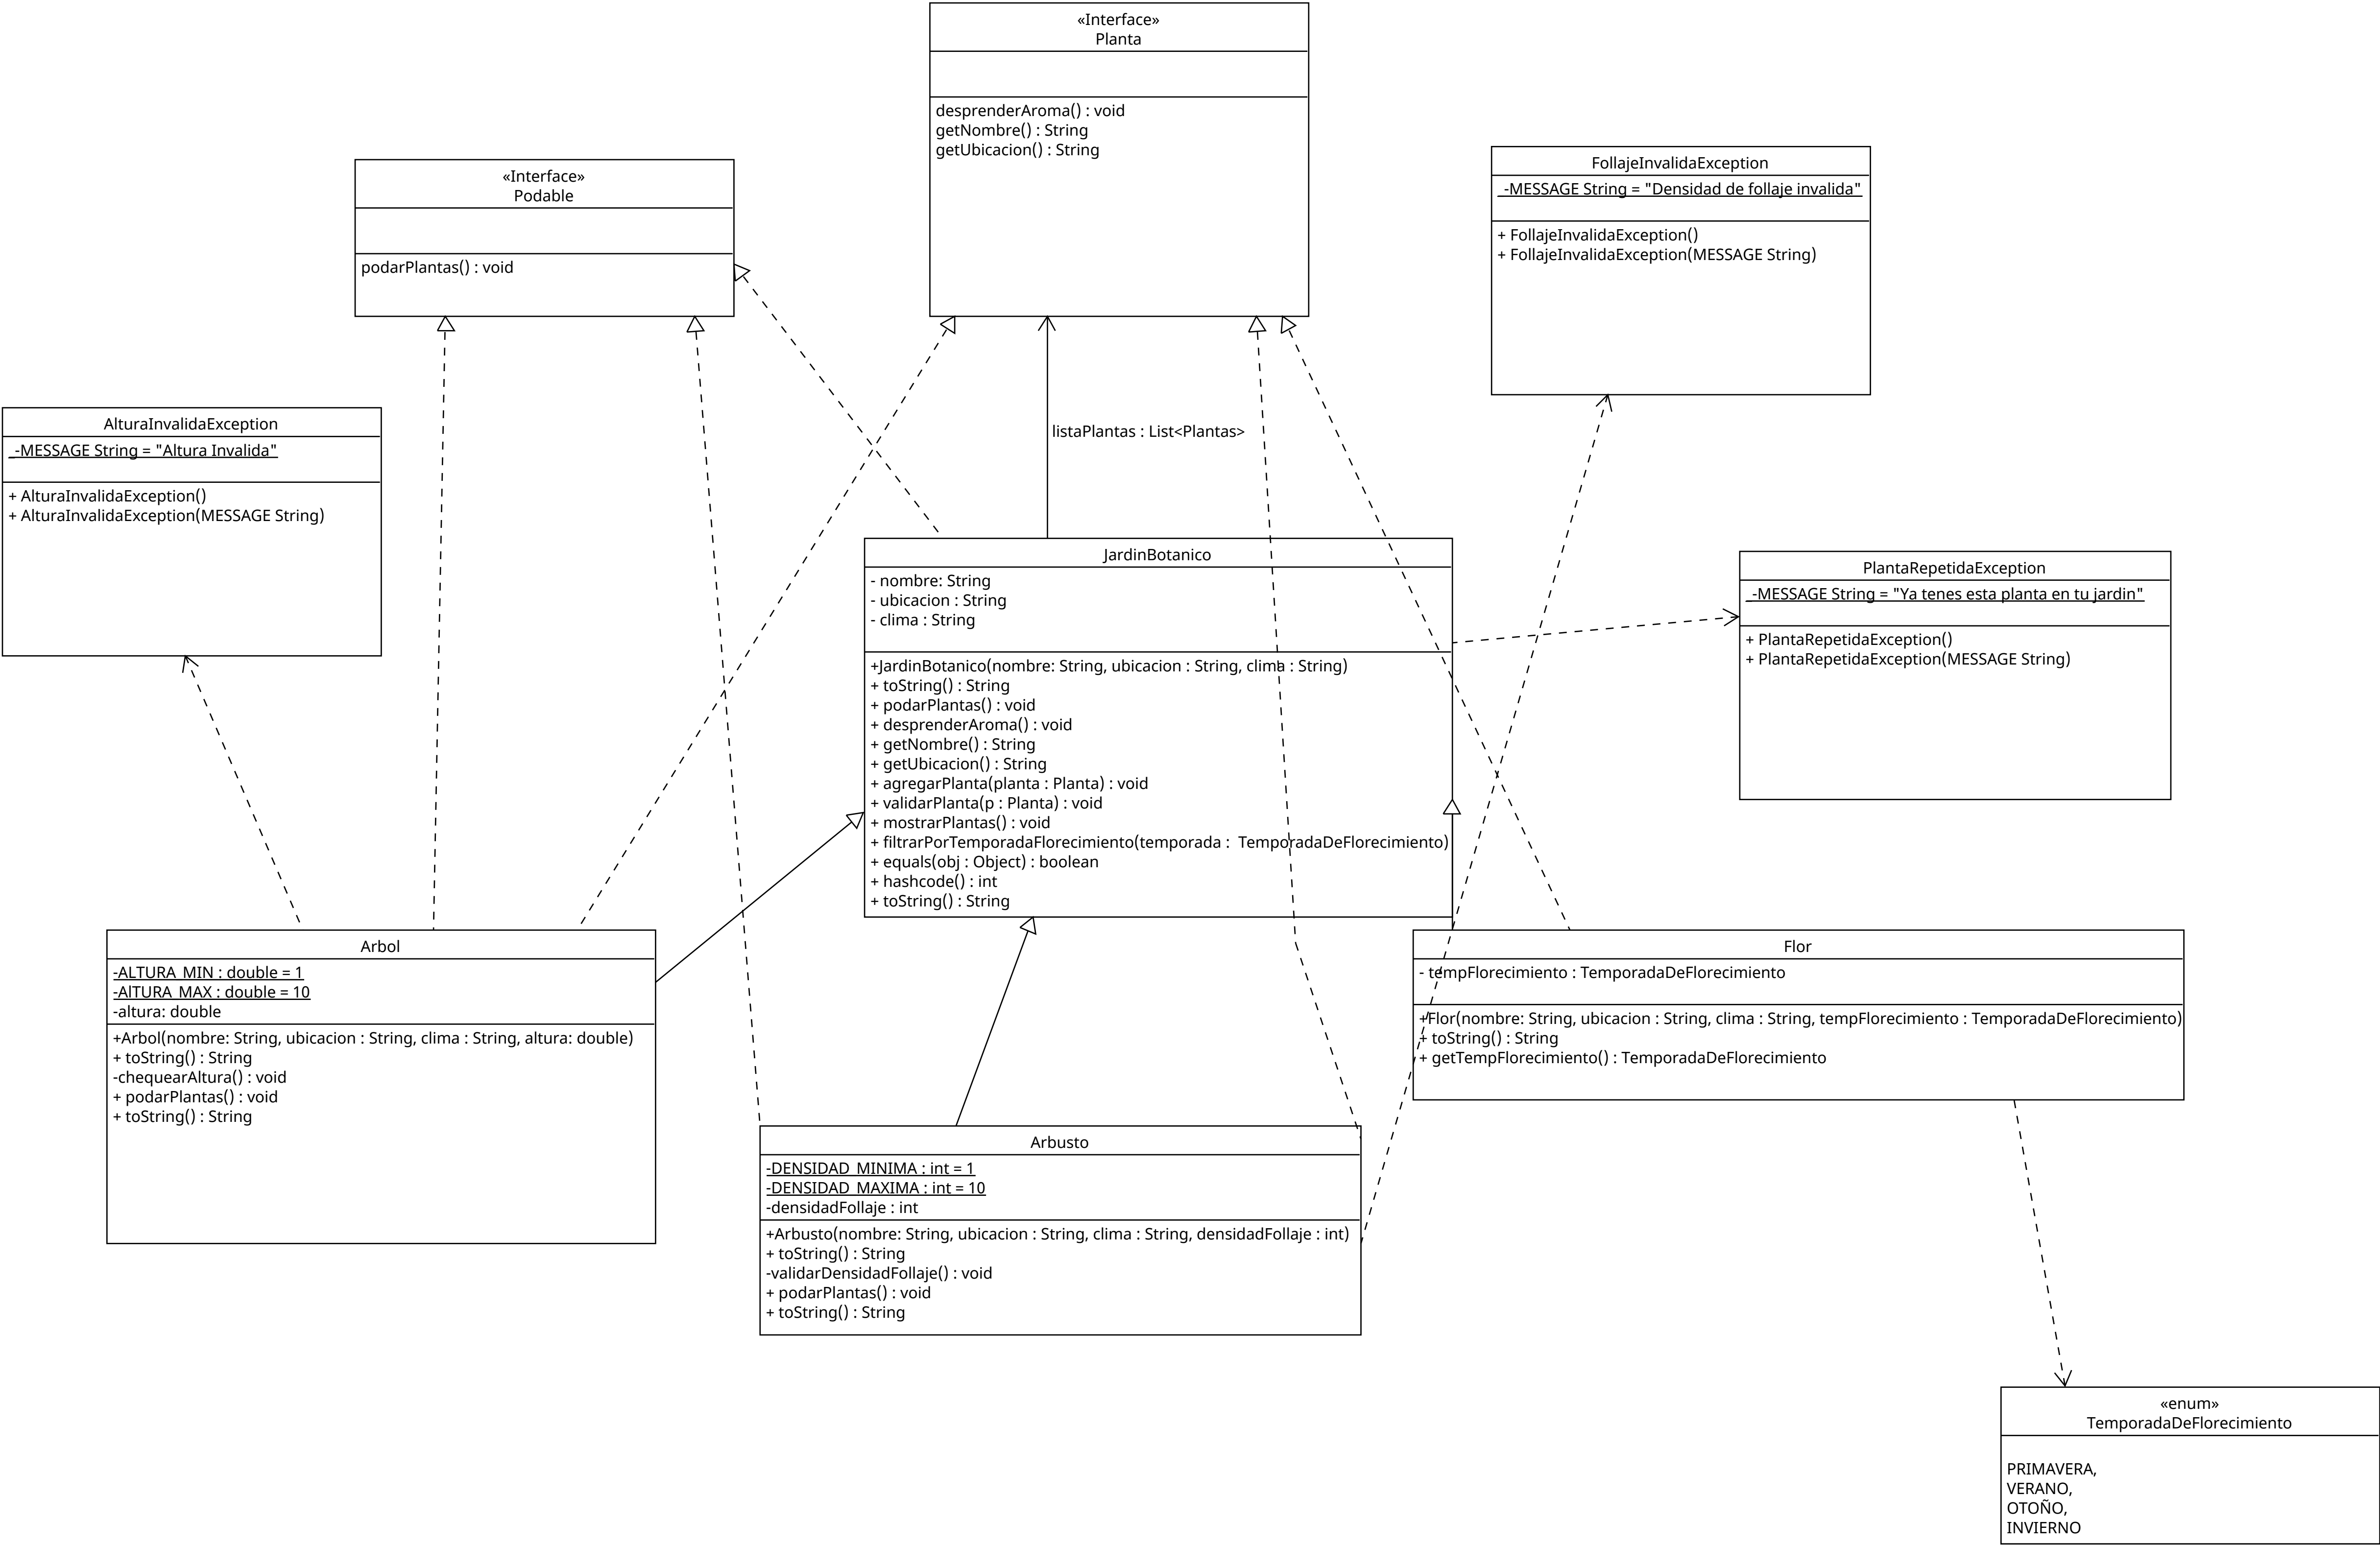 «Interface»
Planta
desprenderAroma() : void
getNombre() : String
getUbicacion() : String
«Interface»
Podable
podarPlantas() : void
FollajeInvalidaException
-MESSAGE String = "Densidad de follaje invalida"
+ FollajeInvalidaException()
+ FollajeInvalidaException(MESSAGE String)
AlturaInvalidaException
-MESSAGE String = "Altura Invalida"
+ AlturaInvalidaException()
+ AlturaInvalidaException(MESSAGE String)
listaPlantas : List<Plantas>
JardinBotanico
- nombre: String
- ubicacion : String
- clima : String
+JardinBotanico(nombre: String, ubicacion : String, clima : String)
+ toString() : String
+ podarPlantas() : void
+ desprenderAroma() : void
+ getNombre() : String
+ getUbicacion() : String
+ agregarPlanta(planta : Planta) : void
+ validarPlanta(p : Planta) : void
+ mostrarPlantas() : void
+ filtrarPorTemporadaFlorecimiento(temporada :  TemporadaDeFlorecimiento)
+ equals(obj : Object) : boolean
+ hashcode() : int
+ toString() : String
PlantaRepetidaException
-MESSAGE String = "Ya tenes esta planta en tu jardin"
+ PlantaRepetidaException()
+ PlantaRepetidaException(MESSAGE String)
Arbol
-ALTURA_MIN : double = 1
-AlTURA_MAX : double = 10
-altura: double
+Arbol(nombre: String, ubicacion : String, clima : String, altura: double)
+ toString() : String
-chequearAltura() : void
+ podarPlantas() : void
+ toString() : String
Flor
- tempFlorecimiento : TemporadaDeFlorecimiento
+Flor(nombre: String, ubicacion : String, clima : String, tempFlorecimiento : TemporadaDeFlorecimiento)
+ toString() : String
+ getTempFlorecimiento() : TemporadaDeFlorecimiento
Arbusto
-DENSIDAD_MINIMA : int = 1
-DENSIDAD_MAXIMA : int = 10
-densidadFollaje : int
+Arbusto(nombre: String, ubicacion : String, clima : String, densidadFollaje : int)
+ toString() : String
-validarDensidadFollaje() : void
+ podarPlantas() : void
+ toString() : String
«enum»
TemporadaDeFlorecimiento
PRIMAVERA,
VERANO,
OTOÑO,
INVIERNO